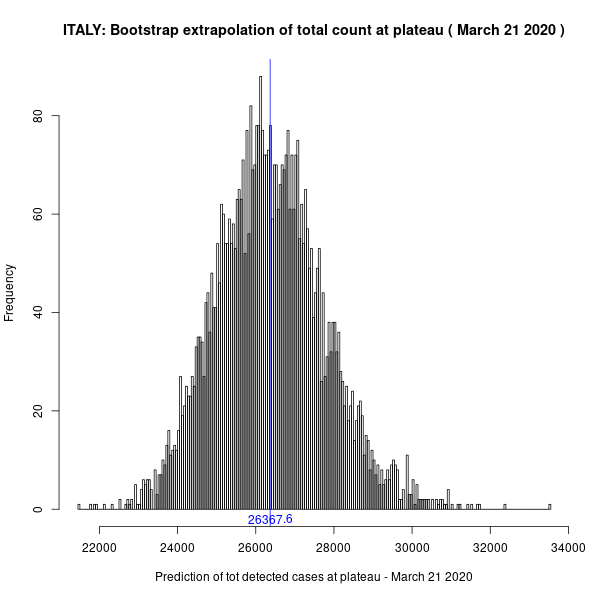 ITALY: Bootstrap extrapolation of total count at plateau ( March 21 2020 )
Frequency
80
60
40
20
0
26367.6
22000 24000 26000 28000 30000 32000 34000
Prediction of tot detected cases at plateau - March 21 2020